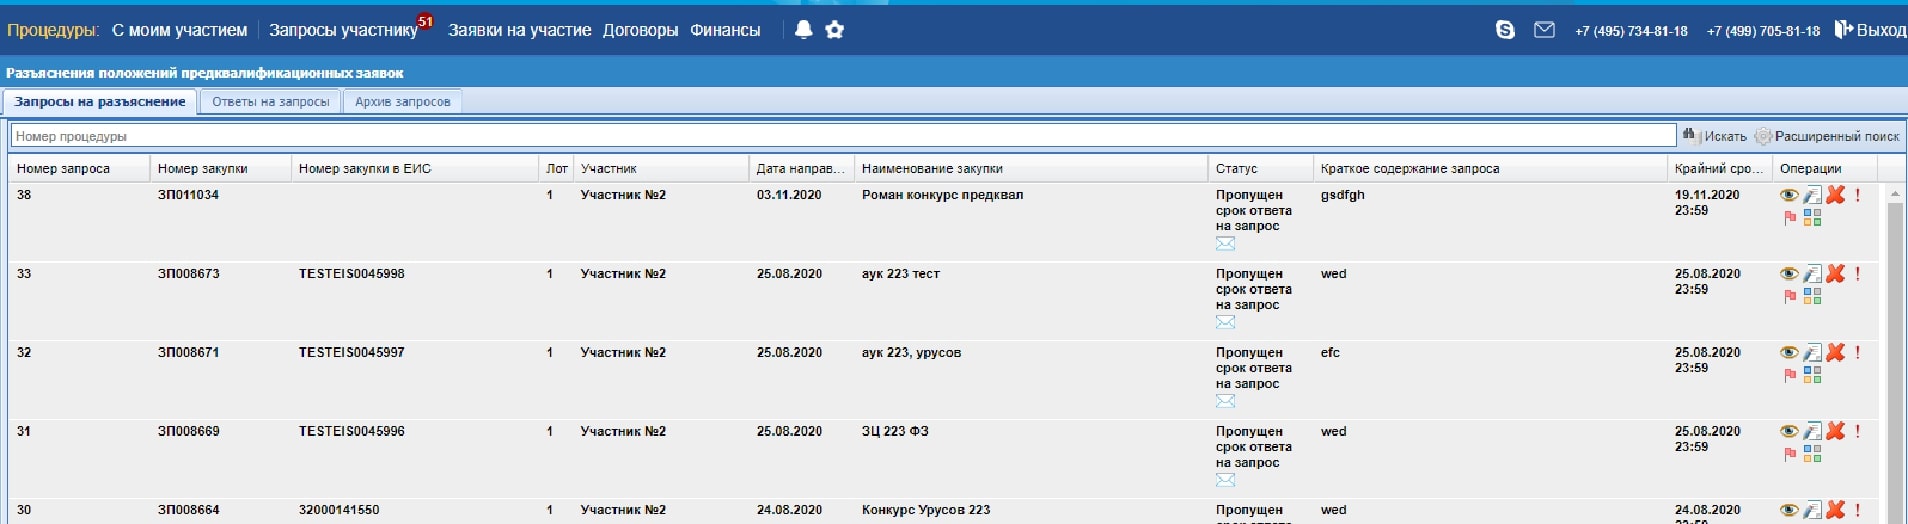 Процедуры: С моим участием Запросы участнику 51 Заявки на участие Договоры Финансы +7 (495) 734-81-18 +7 (499) 705-81-18 Выход
Разъяснения положений предквалификационных заявок
Запросы на разъяснение Ответы на запросы Архив запросов
Номер процедуры Искать Расширенный поиск
Номер запроса Номер закупки Номер закупки в ЕИС Лот Участник Дата направ... Наименование закупки Статус Краткое содержание запроса Крайний сро... Операции
38 ЗП011034 1 Участник №2 03.11.2020 Роман конкурс предквал Пропущен gsdfgh 19.11.2020
срок ответа 23:59
на запрос
33 ЗП008673 TESTEIS0045998 1 Участник №2 25.08.2020 аук 223 тест Пропущен wed 25.08.2020
срок ответа 23:59
на запрос
32 ЗП008671 TESTEIS0045997 1 Участник №2 25.08.2020 аук 223, урусов Пропущен efc 25.08.2020
срок ответа 23:59
на запрос
31 ЗП008669 TESTEIS0045996 1 Участник №2 25.08.2020 ЗЦ 223 ФЗ Пропущен wed 25.08.2020
срок ответа 23:59
на запрос
30 ЗП008664 32000141550 1 Участник №2 24.08.2020 Конкурс Урусов 223 Пропущен wed 24.08.2020